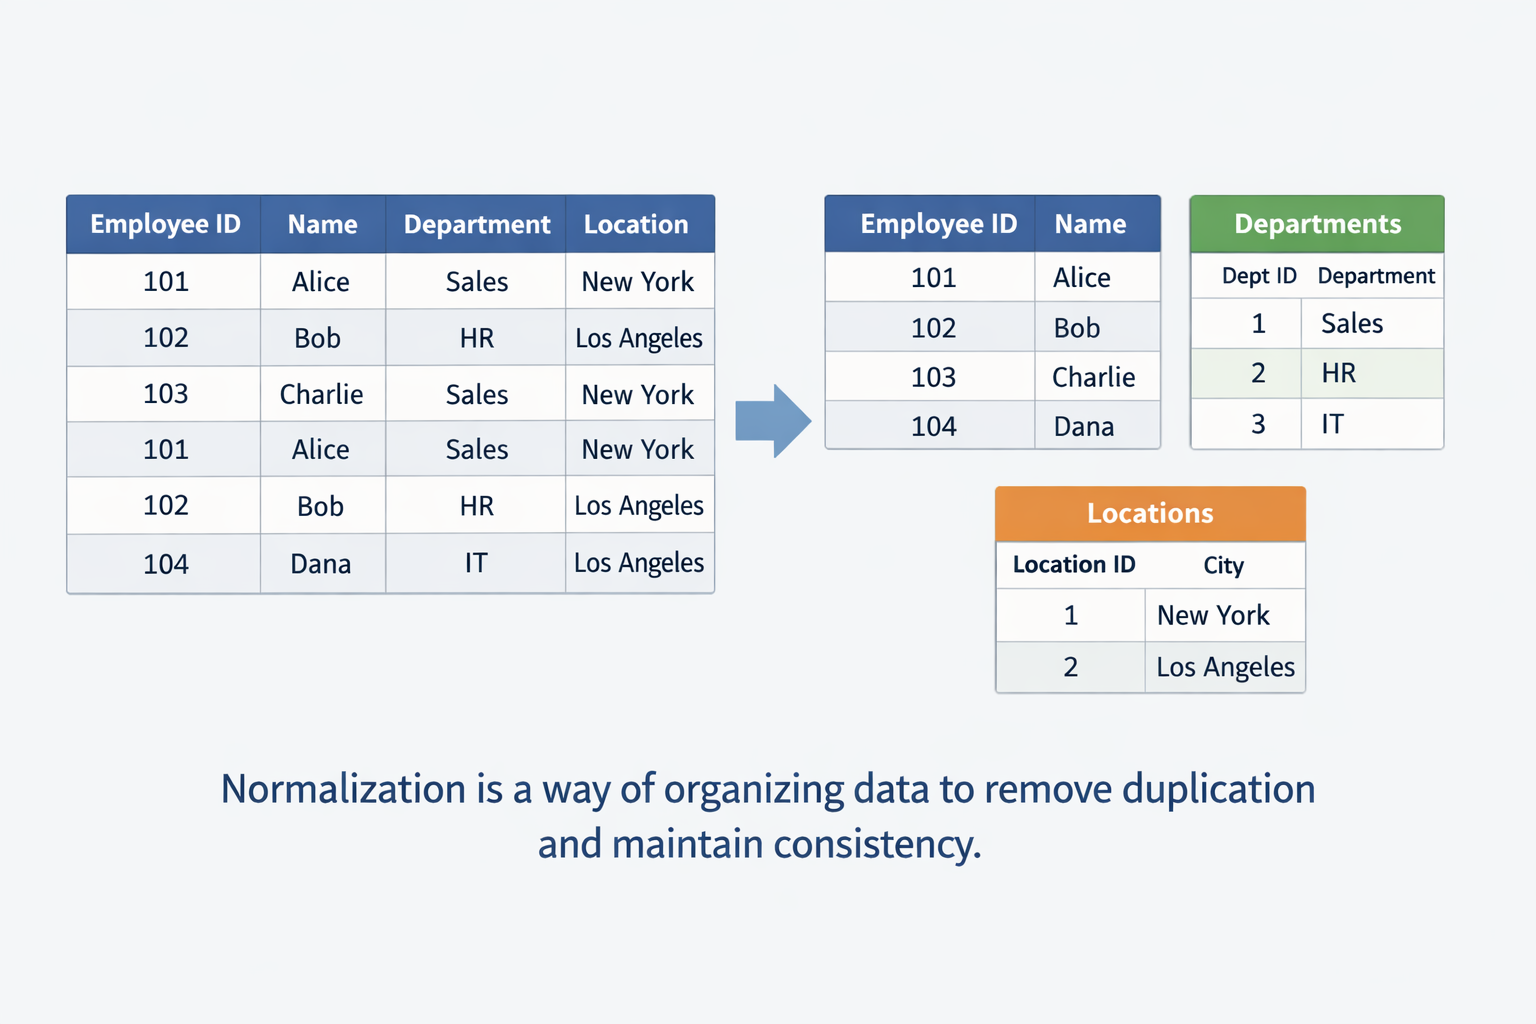 Employee ID Name Department Location
101 Alice Sales New York
102 Bob HR Los Angeles
103 Charlie Sales New York
101 Alice Sales New York
102 Bob HR Los Angeles
104 Dana IT Los Angeles
Employee ID Name
101 Alice
102 Bob
103 Charlie
104 Dana
Departments
Dept ID Department
1 Sales
2 HR
3 IT
Locations
Location ID City
1 New York
2 Los Angeles
Normalization is a way of organizing data to remove duplication
and maintain consistency.